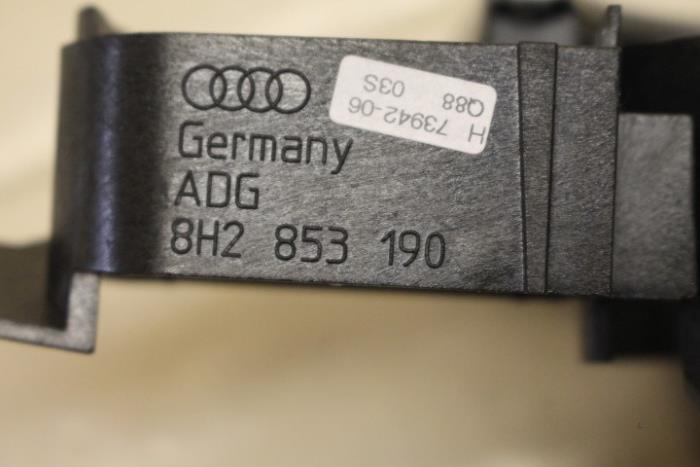 Germany
ADG
8H2 853 190
H 73942-06
Q88 03S